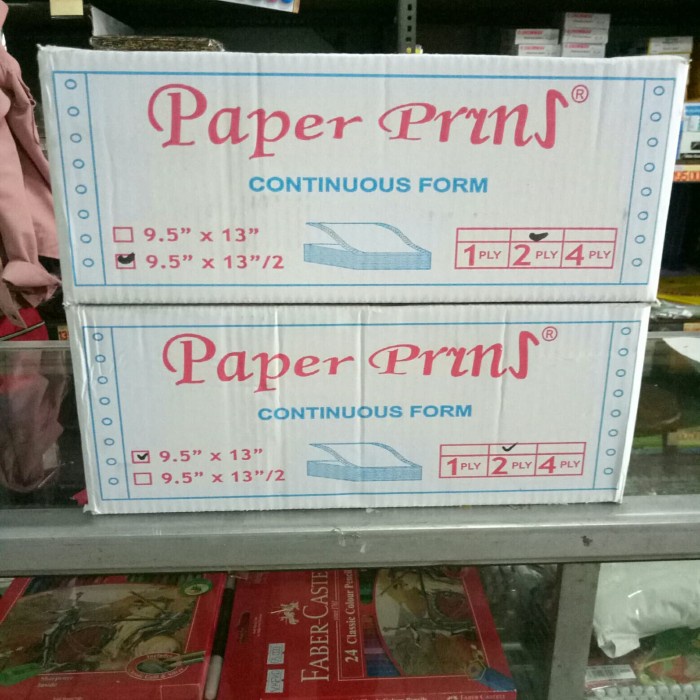 Paper Prins®
CONTINUOUS FORM
9.5” x 13”
9.5” x 13”/2
1 PLY 2 PLY 4 PLY
Paper Prins®
CONTINUOUS FORM
9.5” x 13”
9.5” x 13”/2
1 PLY 2 PLY 4 PLY
FABER-CASTE
24 Classic Colour Pencil